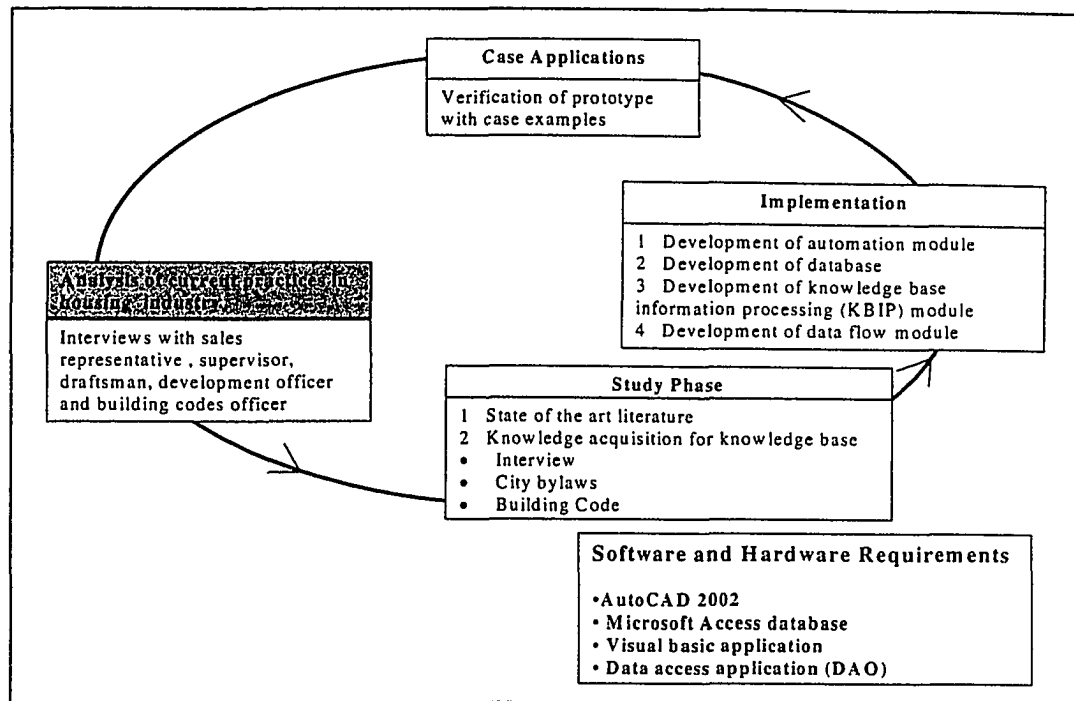 Case Applications
Verification of prototype
with case examples
Implementation
1 Development of automation module
2 Development of database
3 Development of knowledge base
information processing (KBIP) module
4 Development of data flow module
Analysis of current practices in
housing industry
Interviews with sales
representative , supervisor,
draftsman, development officer
and building codes officer
Study Phase
1 State of the art literature
2 Knowledge acquisition for knowledge base
• Interview
• City bylaws
• Building Code
Software and Hardware Requirements
•AutoCAD 2002
• Microsoft Access database
• Visual basic application
• Data access application (DAO)